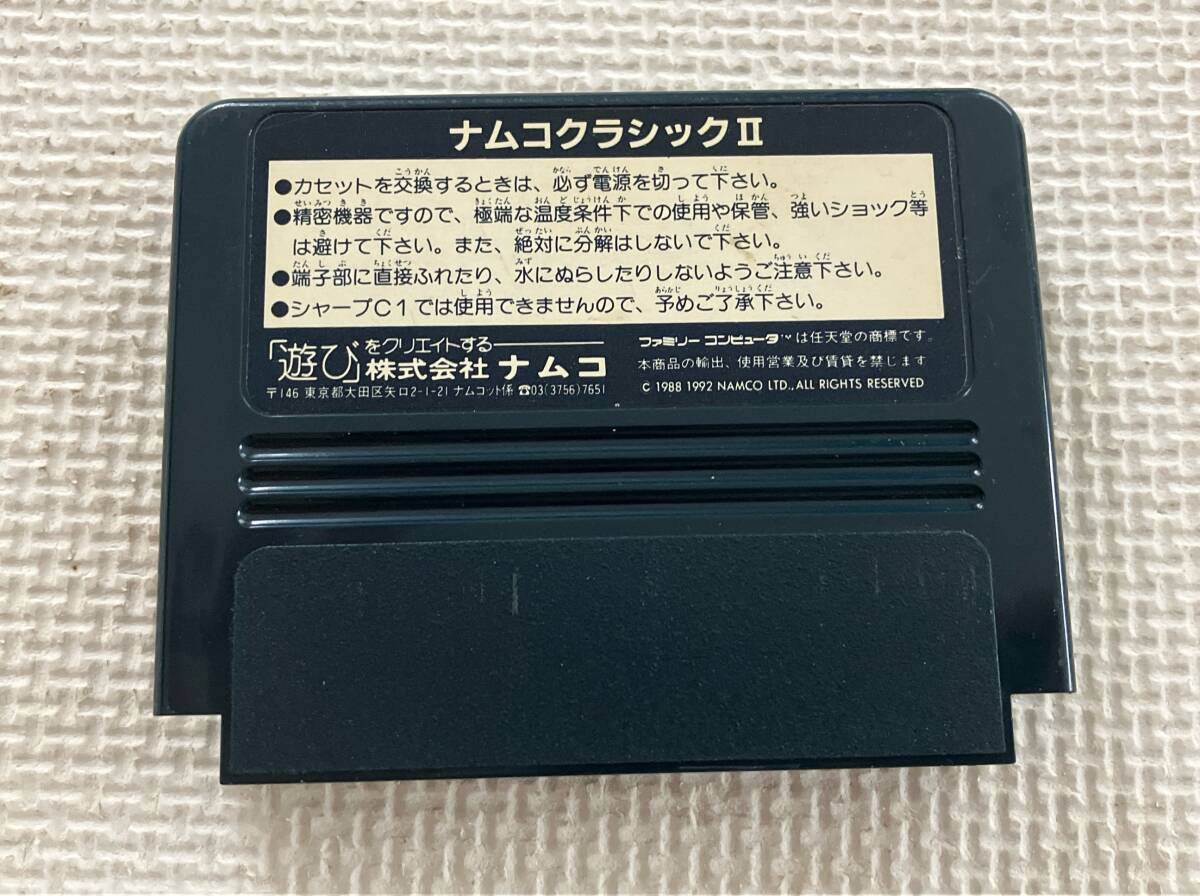 ナムコクラシックⅡ
●カセットを交換するときは、必ず電源を切って下さい。
●精密機器ですので、極端な温度条件下での使用や保管、強いショック等
は避けて下さい。また、絶対に分解はしないで下さい。
●端子部に直接ふれたり、水にぬらしたりしないようご注意下さい。
●シャープC1では使用できませんので、予めご了承下さい。
「遊び」をクリエイトする
株式会社ナムコ
〒146 東京都大田区矢口2-1-21 ナムコット係 ☎03(3756)7651
ファミリーコンピュータ™は任天堂の商標です。
本商品の輸出、使用営業及び賃貸を禁じます
© 1988 1992 NAMCO LTD., ALL RIGHTS RESERVED